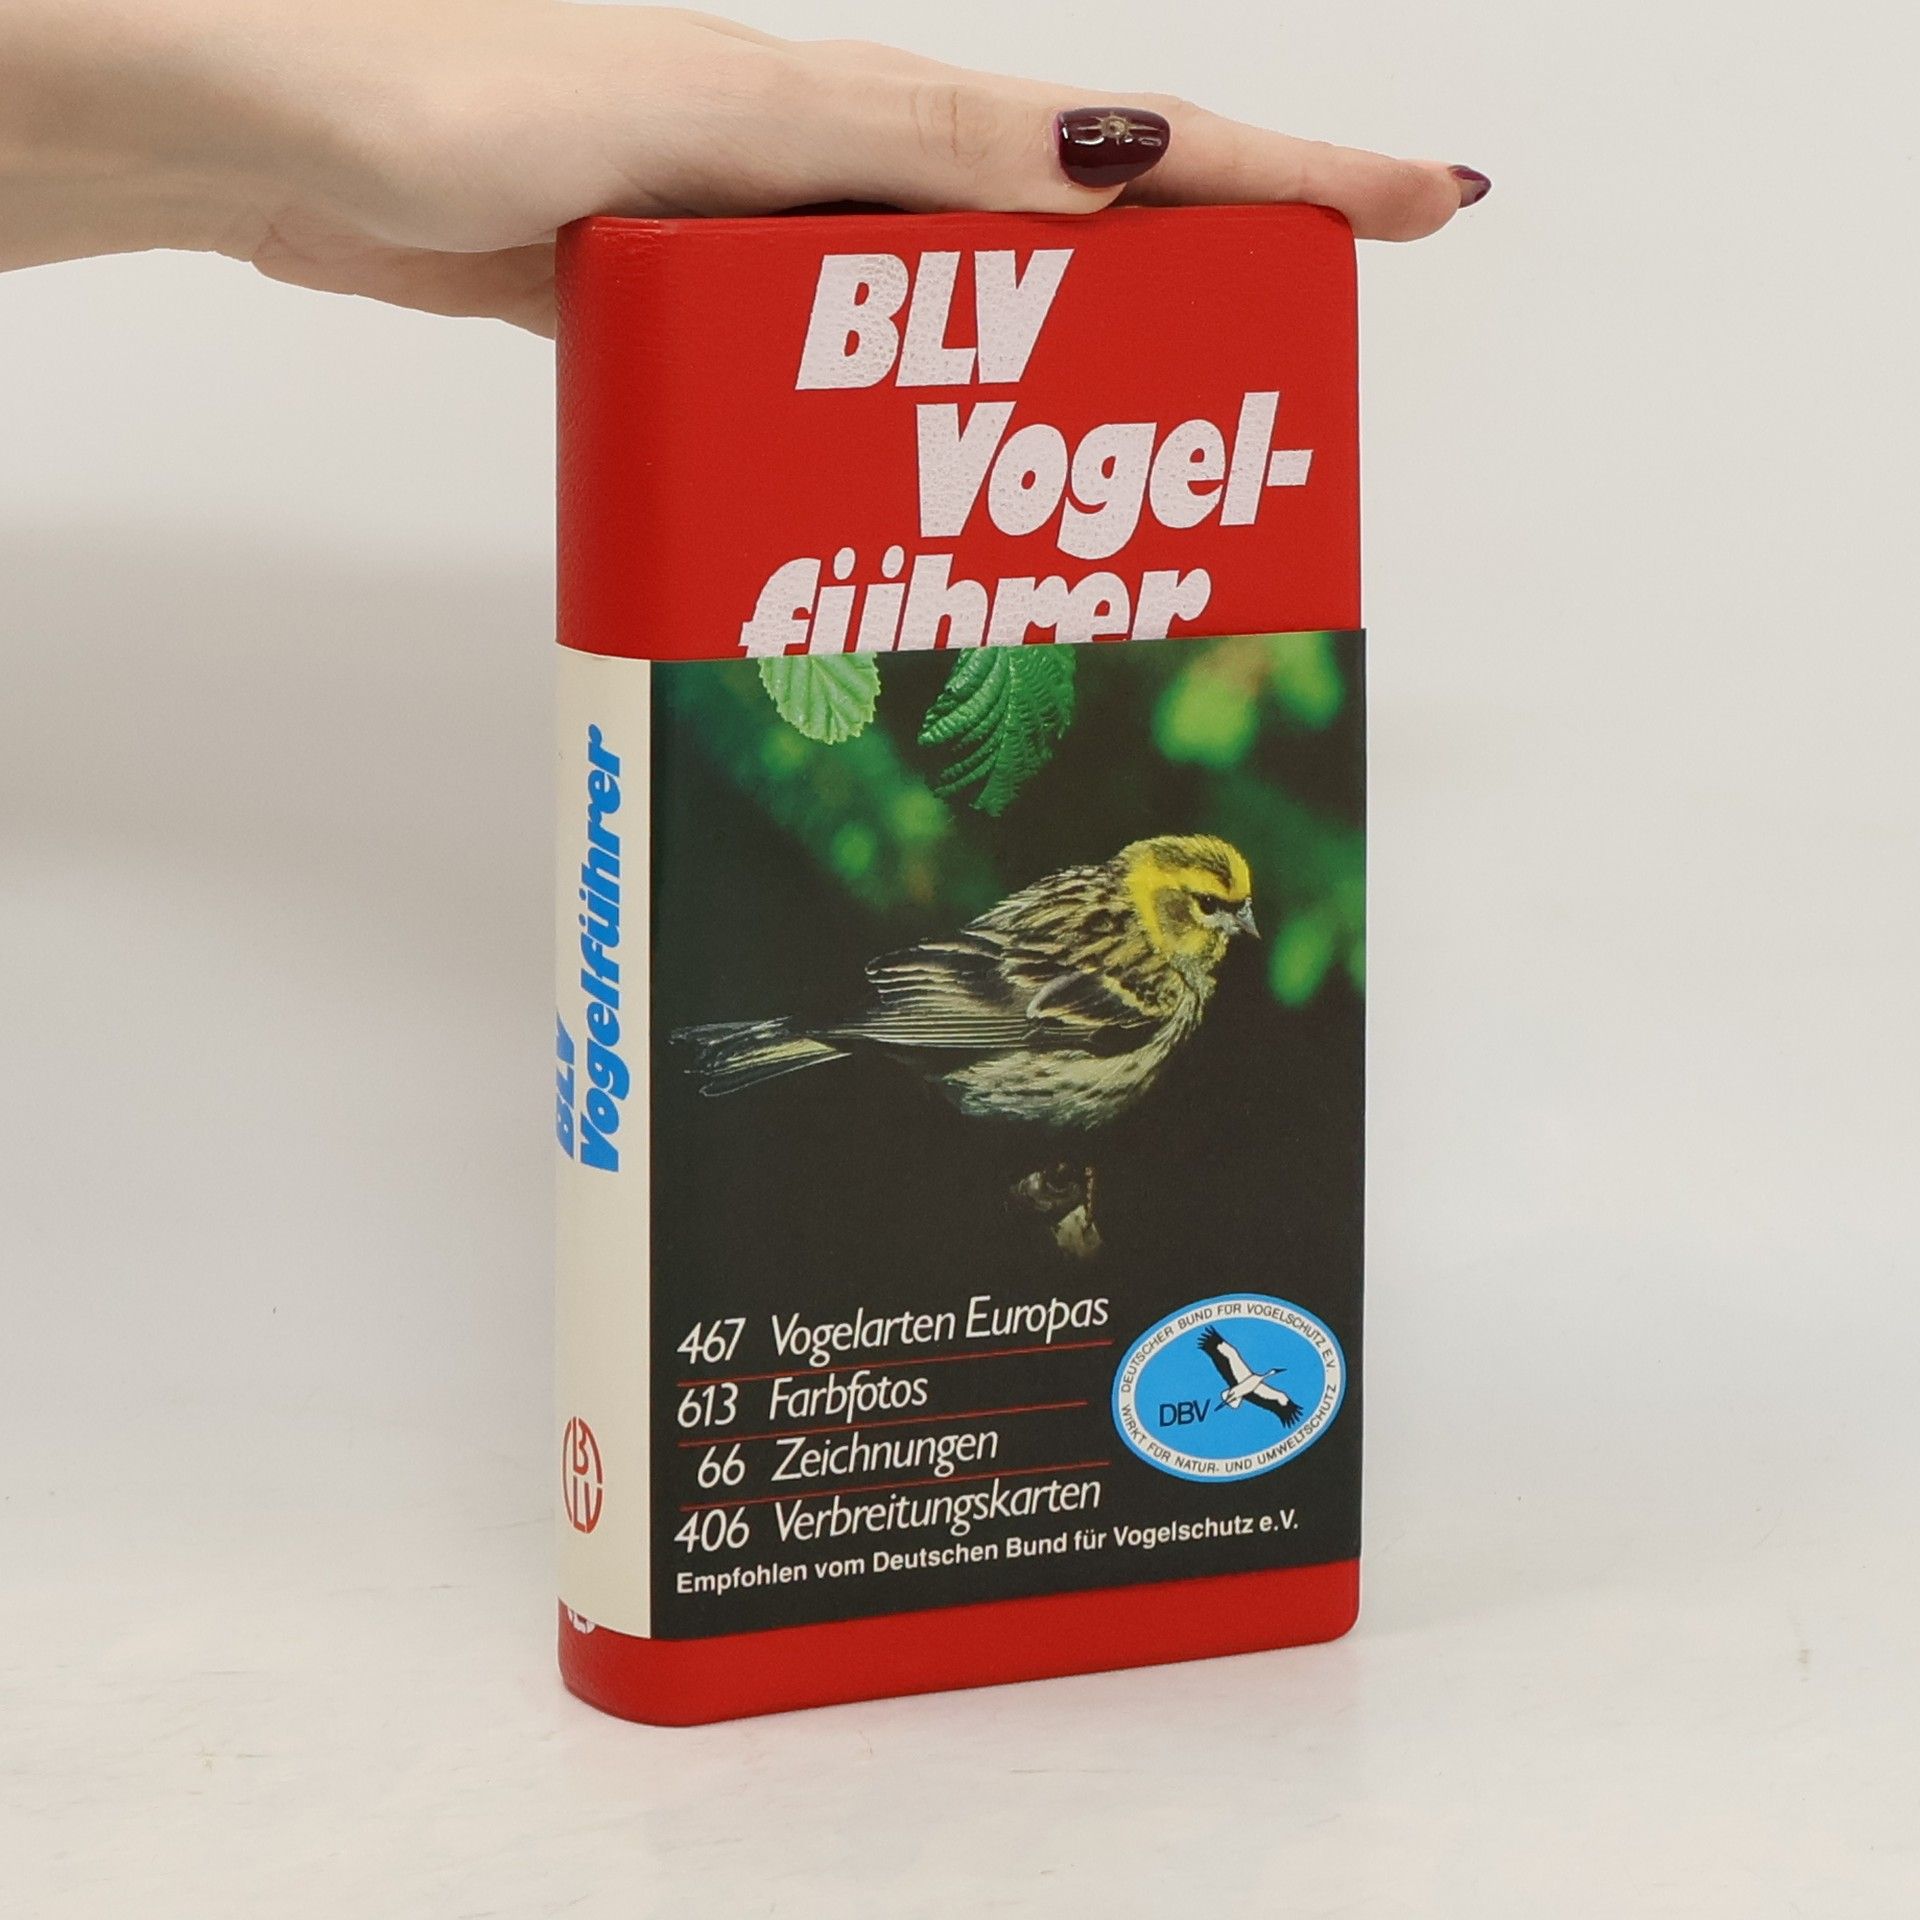 BLV
Vogel-
führer
BLV
Vogelführer
BLV
467 Vogelarten Europas
613 Farbfotos
66 Zeichnungen
406 Verbreitungskarten
Empfohlen vom Deutschen Bund für Vogelschutz e.V.
DEUTSCHER BUND FÜR VOGELSCHUTZ E.V.
DBV
WIRKT FÜR NATUR- UND UMWELTSCHUTZ